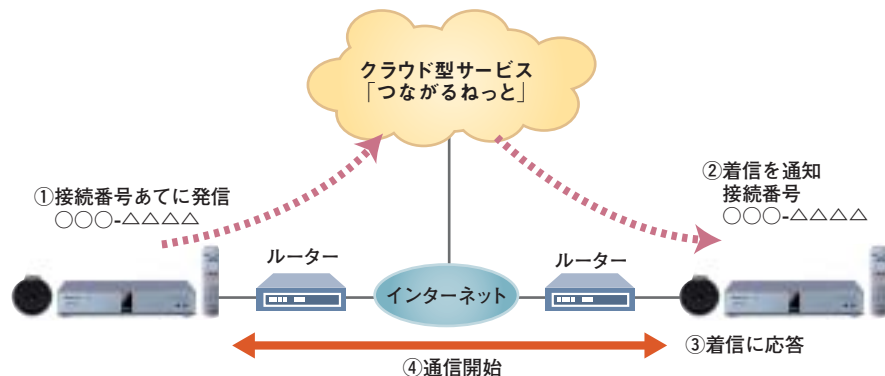 クラウド型サービス
「つながるねっと」
①接続番号あてに発信
○○○-△△△△
②着信を通知
接続番号
○○○-△△△△
ルーター
ルーター
インターネット
③着信に応答
④通信開始